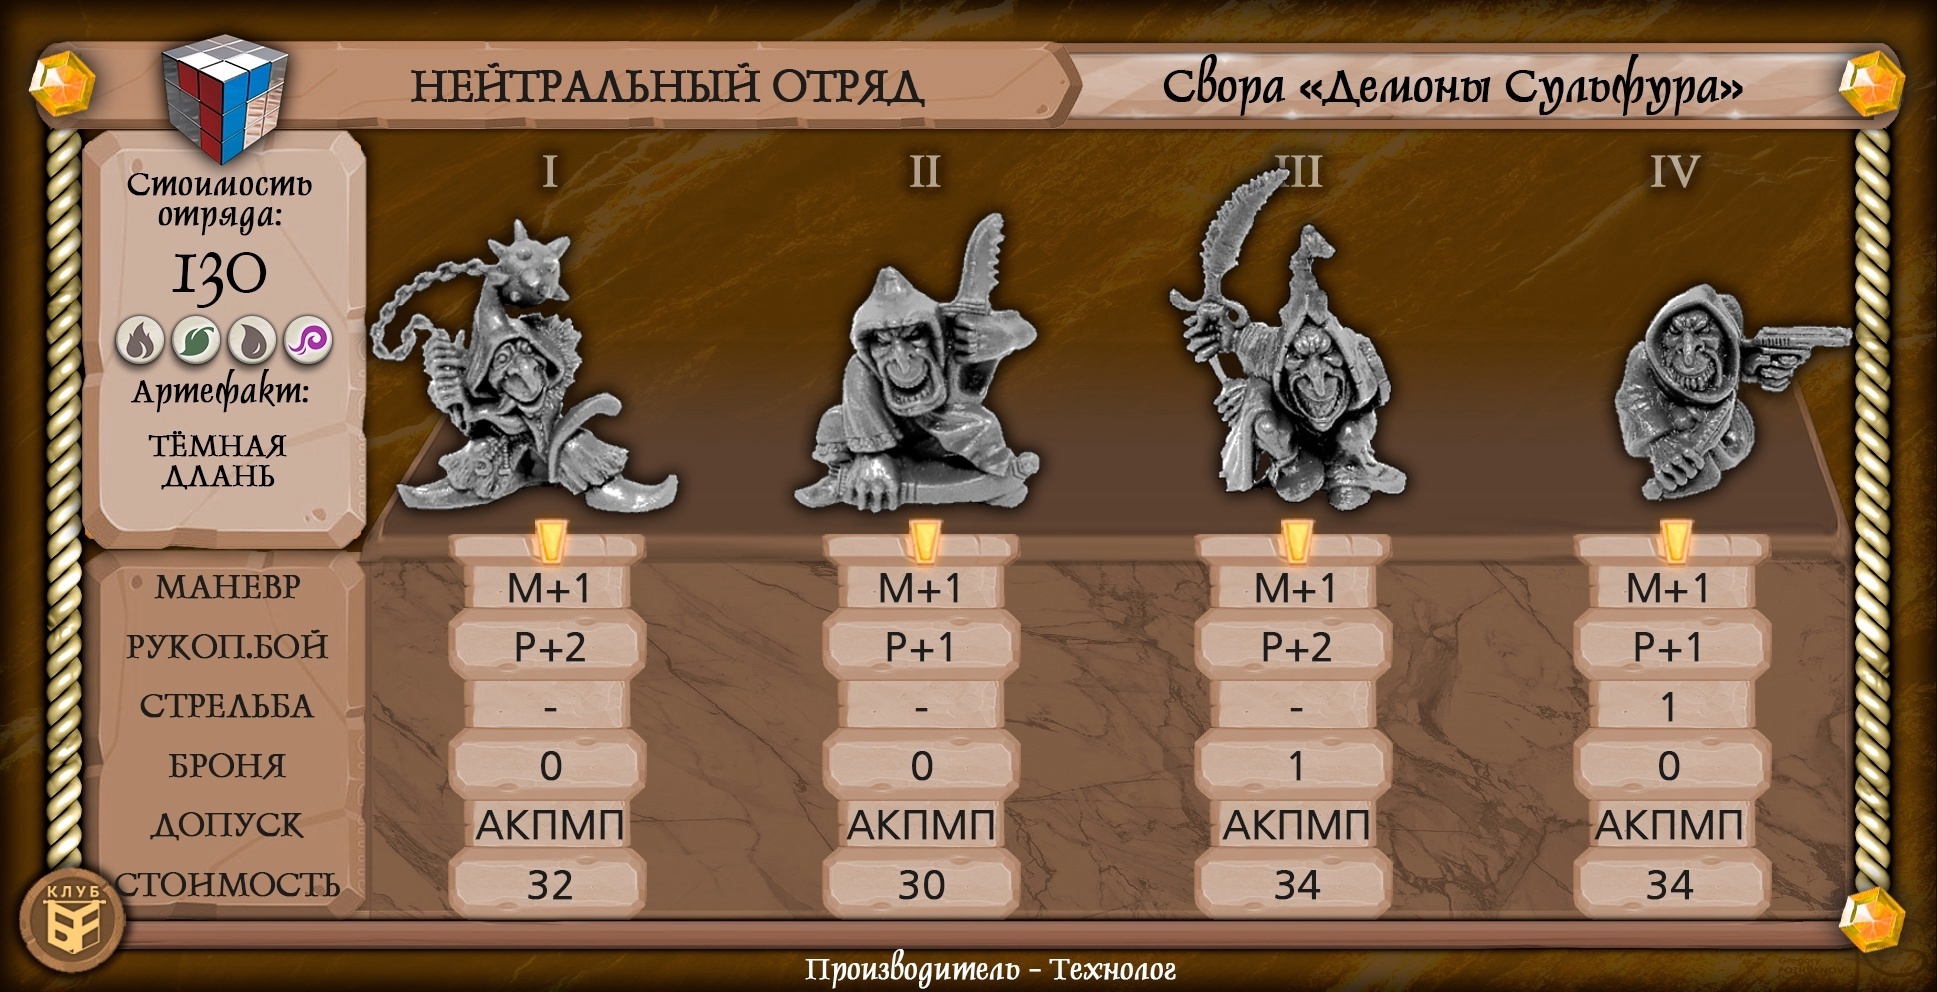 НЕЙТРАЛЬНЫЙ ОТРЯД
Свора «Демоны Сульфура»
Стоимость
отряда:
130
Артефакт:
ТЁМНАЯ
ДЛАНЬ
I II III IV
МАНЕВР М+1 М+1 М+1 М+1
РУКОП.БОЙ Р+2 Р+1 Р+2 Р+1
СТРЕЛЬБА - - - 1
БРОНЯ 0 0 1 0
ДОПУСК АКПМП АКПМП АКПМП АКПМП
СТОИМОСТЬ 32 30 34 34
КЛУБ
БГ
Производитель - Технолог